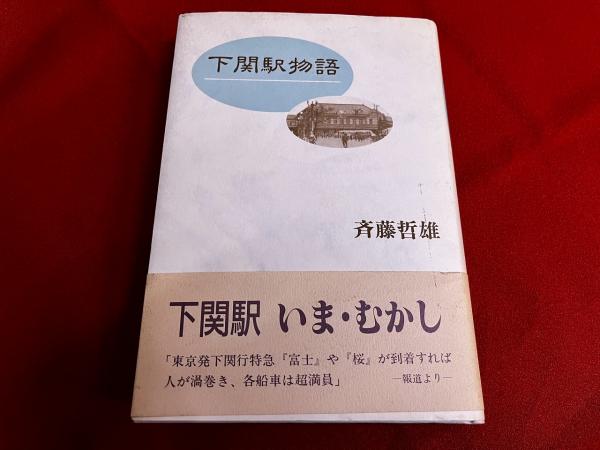 下関駅物語
斉藤哲雄
下関駅 いま・むかし
「東京発下関行特急『富士』や『桜』が到着すれば
人が渦巻き、各船車は超満員」 ―報道より―